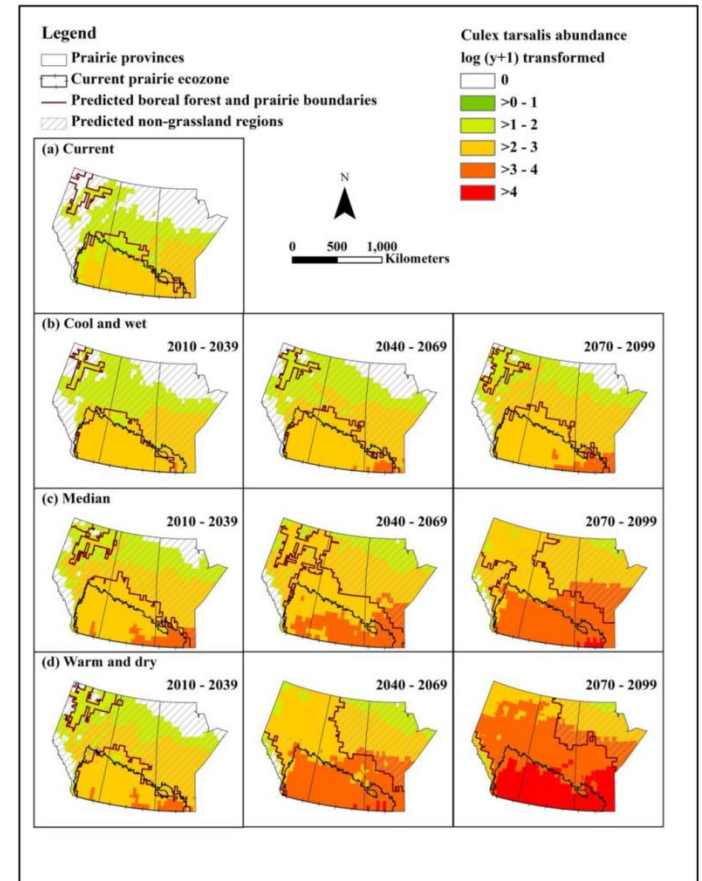 Legend
Prairie provinces
Current prairie ecozone
Predicted boreal forest and prairie boundaries
Predicted non-grassland regions
Culex tarsalis abundance
log (y+1) transformed
0
>0 - 1
>1 - 2
>2 - 3
>3 - 4
>4
(a) Current
N
0 500 1,000
Kilometers
(b) Cool and wet
2010 - 2039
2040 - 2069
2070 - 2099
(c) Median
2010 - 2039
2040 - 2069
2070 - 2099
(d) Warm and dry
2010 - 2039
2040 - 2069
2070 - 2099